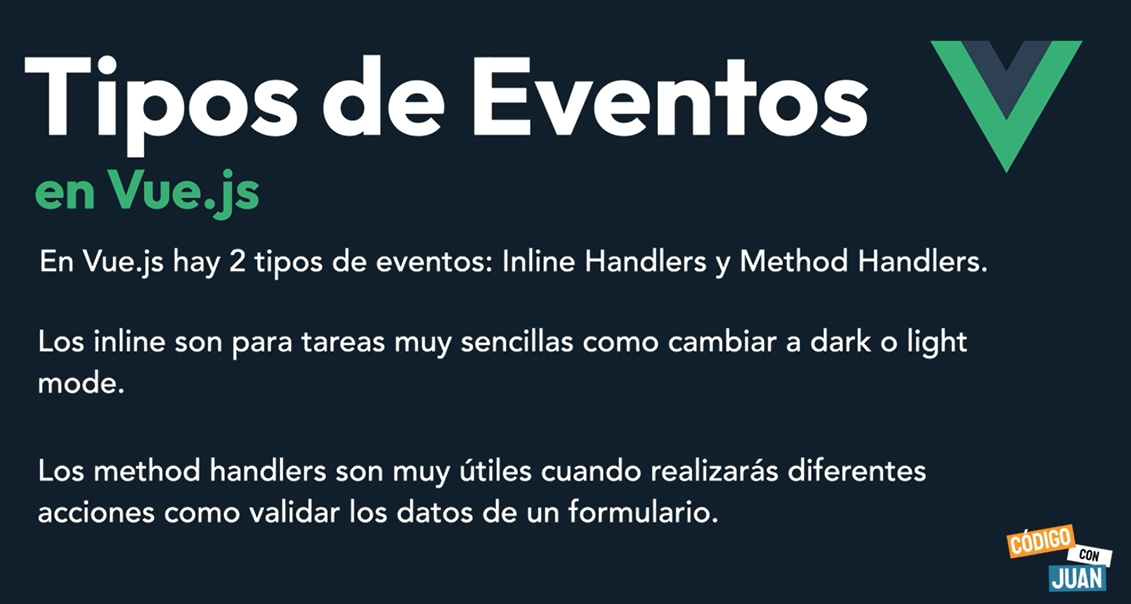 Tipos de Eventos
en Vue.js
En Vue.js hay 2 tipos de eventos: Inline Handlers y Method Handlers.
Los inline son para tareas muy sencillas como cambiar a dark o light
mode.
Los method handlers son muy útiles cuando realizarás diferentes
acciones como validar los datos de un formulario.
CÓDIGO
CON
JUAN